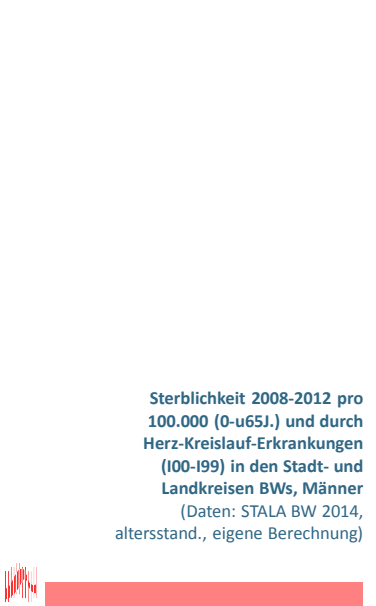 Sterblichkeit 2008-2012 pro
100.000 (0-u65J.) und durch
Herz-Kreislauf-Erkrankungen
(I00-I99) in den Stadt- und
Landkreisen BWs, Männer
(Daten: STALA BW 2014,
altersstand., eigene Berechnung)